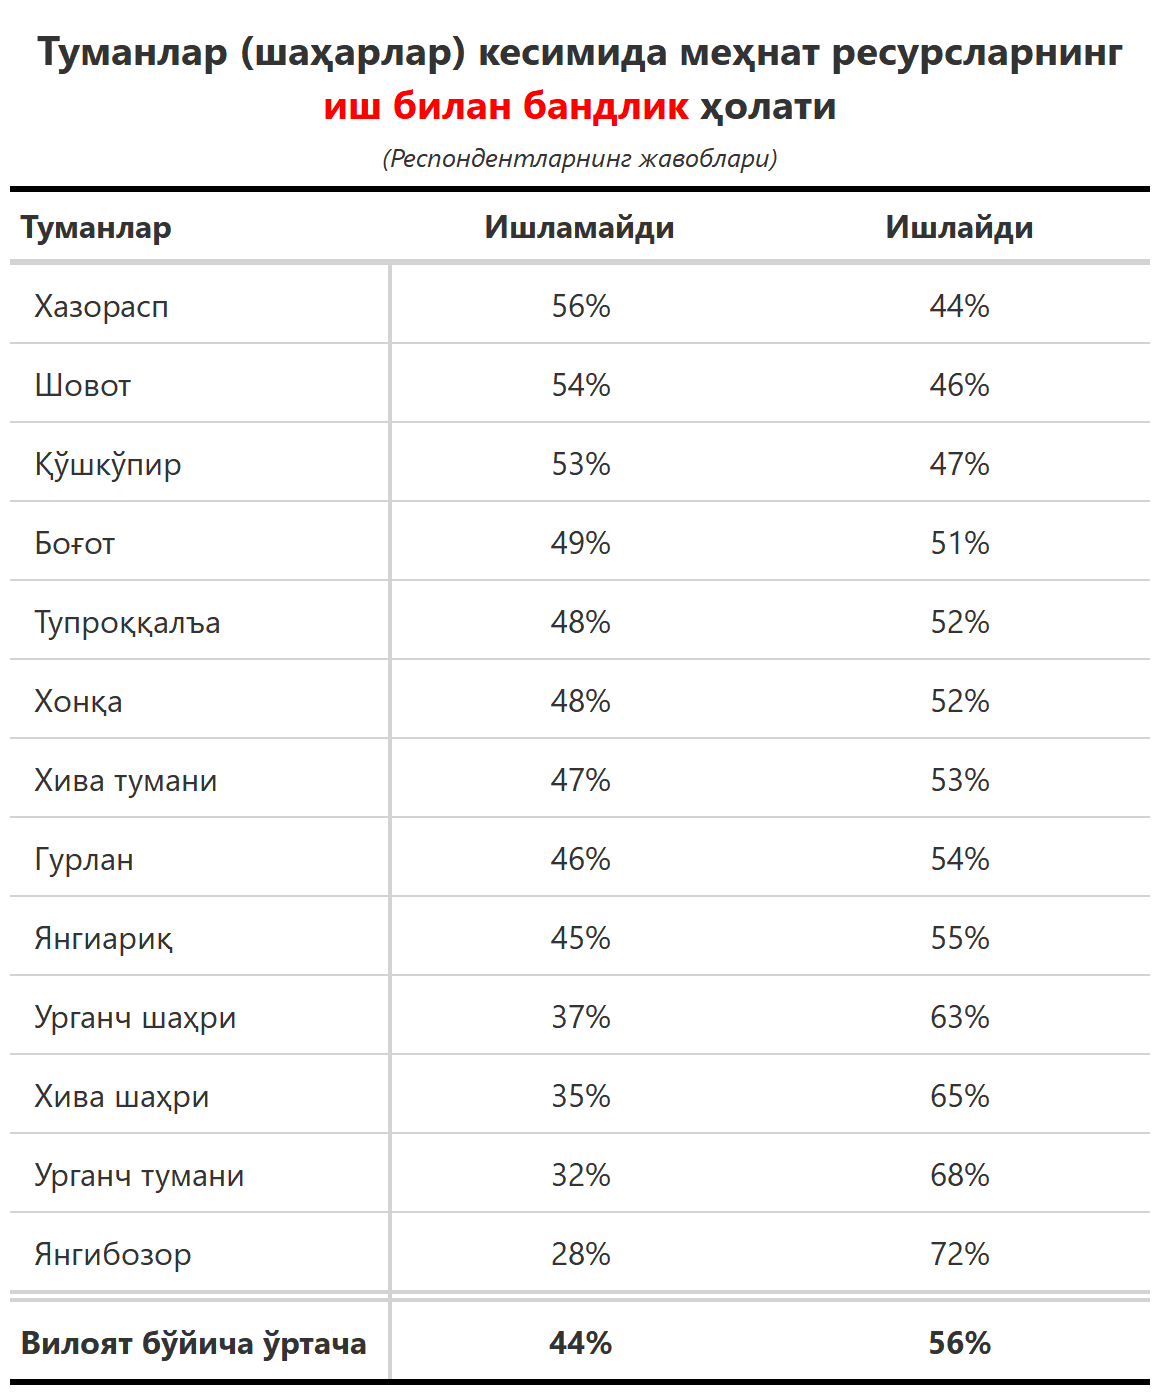 Туманлар (шаҳарлар) кесимида меҳнат ресурсларнинг
иш билан бандлик ҳолати
(Респондентларнинг жавоблари)
Туманлар Ишламайди Ишлайди
Хазорасп 56% 44%
Шовот 54% 46%
Қўшкўпир 53% 47%
Боғот 49% 51%
Тупроққалъа 48% 52%
Хонқа 48% 52%
Хива тумани 47% 53%
Гурлан 46% 54%
Янгиариқ 45% 55%
Урганч шаҳри 37% 63%
Хива шаҳри 35% 65%
Урганч тумани 32% 68%
Янгибозор 28% 72%
Вилоят бўйича ўртача 44% 56%